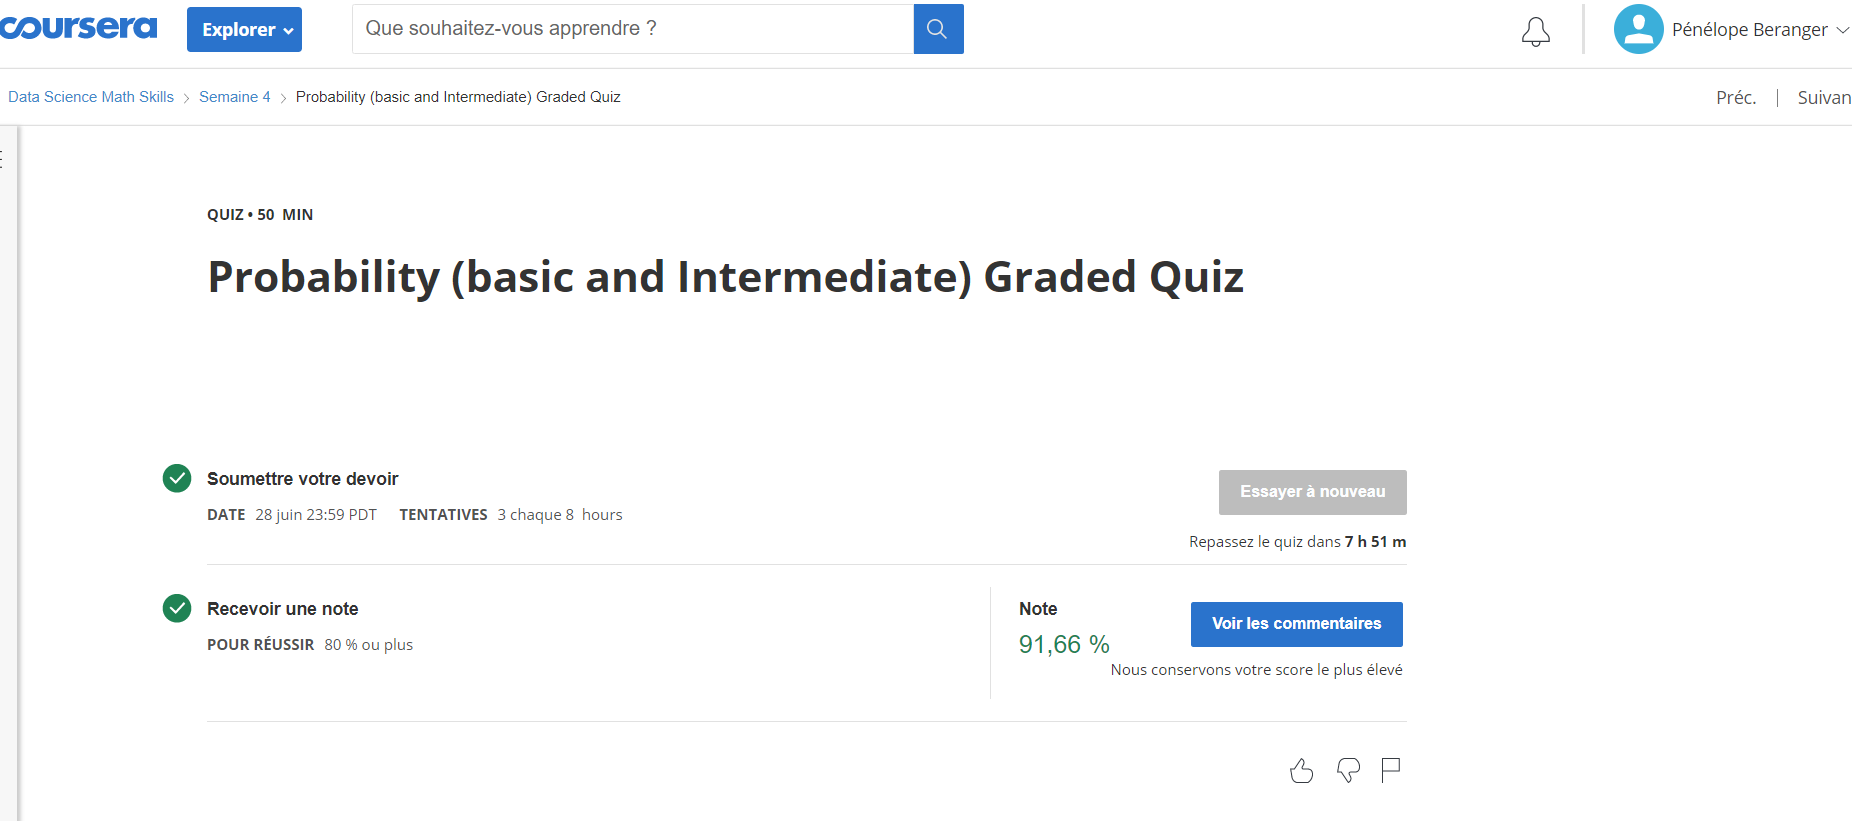 coursera
Explorer
Que souhaitez-vous apprendre ?
Pénélope Beranger
Data Science Math Skills > Semaine 4 > Probability (basic and Intermediate) Graded Quiz
Préc. | Suivan
QUIZ • 50 MIN
Probability (basic and Intermediate) Graded Quiz
Soumettre votre devoir
DATE 28 juin 23:59 PDT TENTATIVES 3 chaque 8 hours
Essayer à nouveau
Repassez le quiz dans 7 h 51 m
Recevoir une note
POUR RÉUSSIR 80 % ou plus
Note
91,66 %
Voir les commentaires
Nous conservons votre score le plus élevé